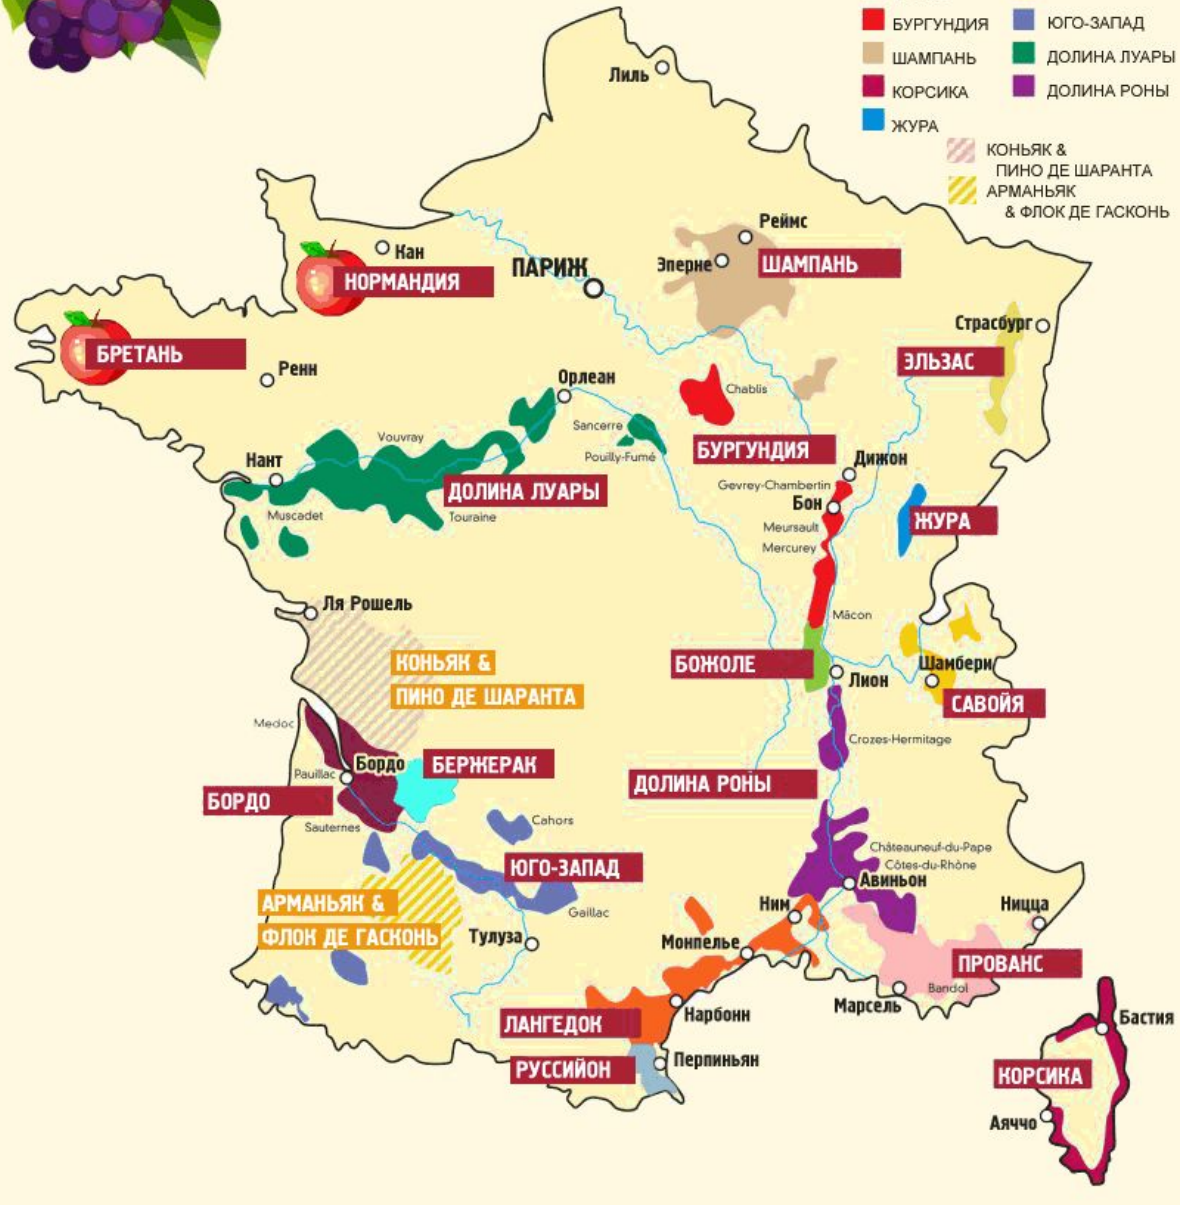 БУРГУНДИЯ
ШАМПАНЬ
КОРСИКА
ЖУРА
ЮГО-ЗАПАД
ДОЛИНА ЛУАРЫ
ДОЛИНА РОНЫ
КОНЬЯК &
ПИНО ДЕ ШАРАНТА
АРМАНЬЯК
& ФЛОК ДЕ ГАСКОНЬ
Лиль
Реймс
Кан
Эперне
ШАМПАНЬ
ПАРИЖ
НОРМАНДИЯ
Страсбург
БРЕТАНЬ
ЭЛЬЗАС
Ренн
Орлеан
Chablis
Sancerre
Vouvray
БУРГУНДИЯ
Pouilly-Fumé
Нант
Дижон
Gevrey-Chambertin
ДОЛИНА ЛУАРЫ
Бон
Muscadet
Touraine
ЖУРА
Meursault
Mercurey
Ля Рошель
Mâcon
КОНЬЯК &
ПИНО ДЕ ШАРАНТА
БОЖОЛЕ
Шамбери
Лион
САВОЙЯ
Medoc
Crozes-Hermitage
Бордо
БЕРЖЕРАК
Pauillac
ДОЛИНА РОНЫ
БОРДО
Sauternes
Cahors
Châteauneuf-du-Pape
Côtes-du-Rhône
ЮГО-ЗАПАД
Авиньон
АРМАНЬЯК &
ФЛОК ДЕ ГАСКОНЬ
Gaillac
Ним
Ницца
Тулуза
Монпелье
ПРОВАНС
Bandol
Марсель
Нарбонн
ЛАНГЕДОК
Бастия
Перпиньян
РУССИЙОН
КОРСИКА
Аяччо